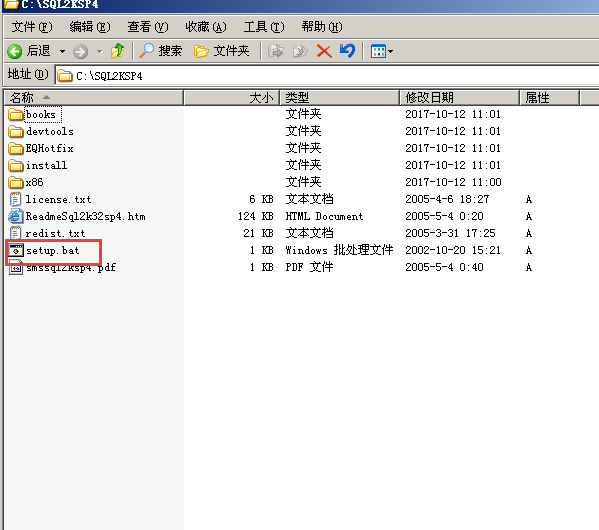 C:\SQL2KSP4
文件(F) 编辑(E) 查看(V) 收藏(A) 工具(T) 帮助(H)
后退 搜索 文件夹
地址(D) C:\SQL2KSP4
名称 大小 类型 修改日期 属性
books 文件夹 2017-10-12 11:01
devtools 文件夹 2017-10-12 11:01
EQHotfix 文件夹 2017-10-12 11:01
install 文件夹 2017-10-12 11:01
x86 文件夹 2017-10-12 11:00
license.txt 6 KB 文本文档 2005-4-6 18:27 A
ReadmeSql2k32sp4.htm 124 KB HTML Document 2005-5-4 0:20 A
redist.txt 21 KB 文本文档 2005-3-31 17:25 A
setup.bat 1 KB Windows 批处理文件 2002-10-20 15:21 A
smssql2ksp4.pdf 1 KB PDF 文件 2005-5-4 0:40 A